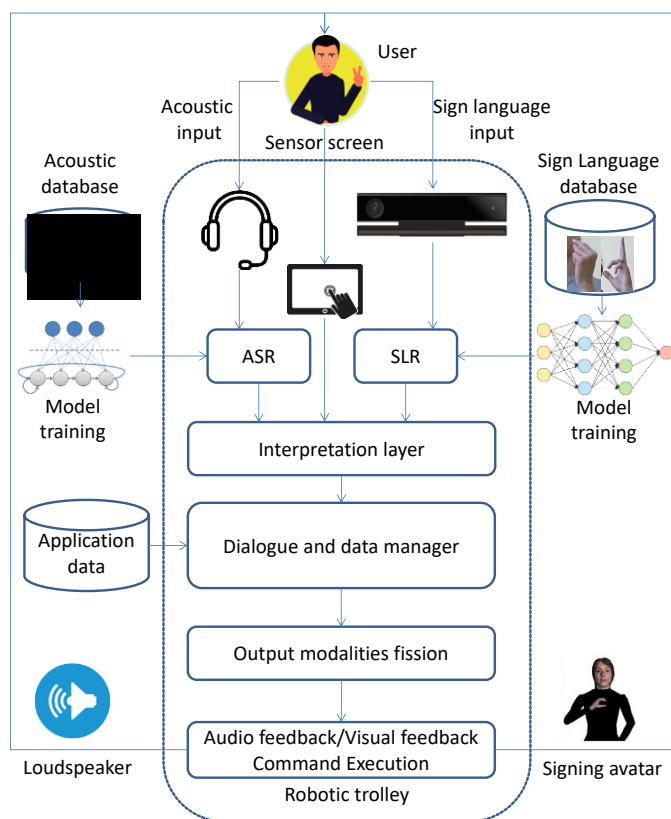 User
Acoustic
input
Sign language
input
Sensor screen
Acoustic
database
Sign Language
database
ASR
SLR
Model
training
Model
training
Interpretation layer
Application
data
Dialogue and data manager
Output modalities fission
Audio feedback/Visual feedback
Command Execution
Loudspeaker
Signing avatar
Robotic trolley